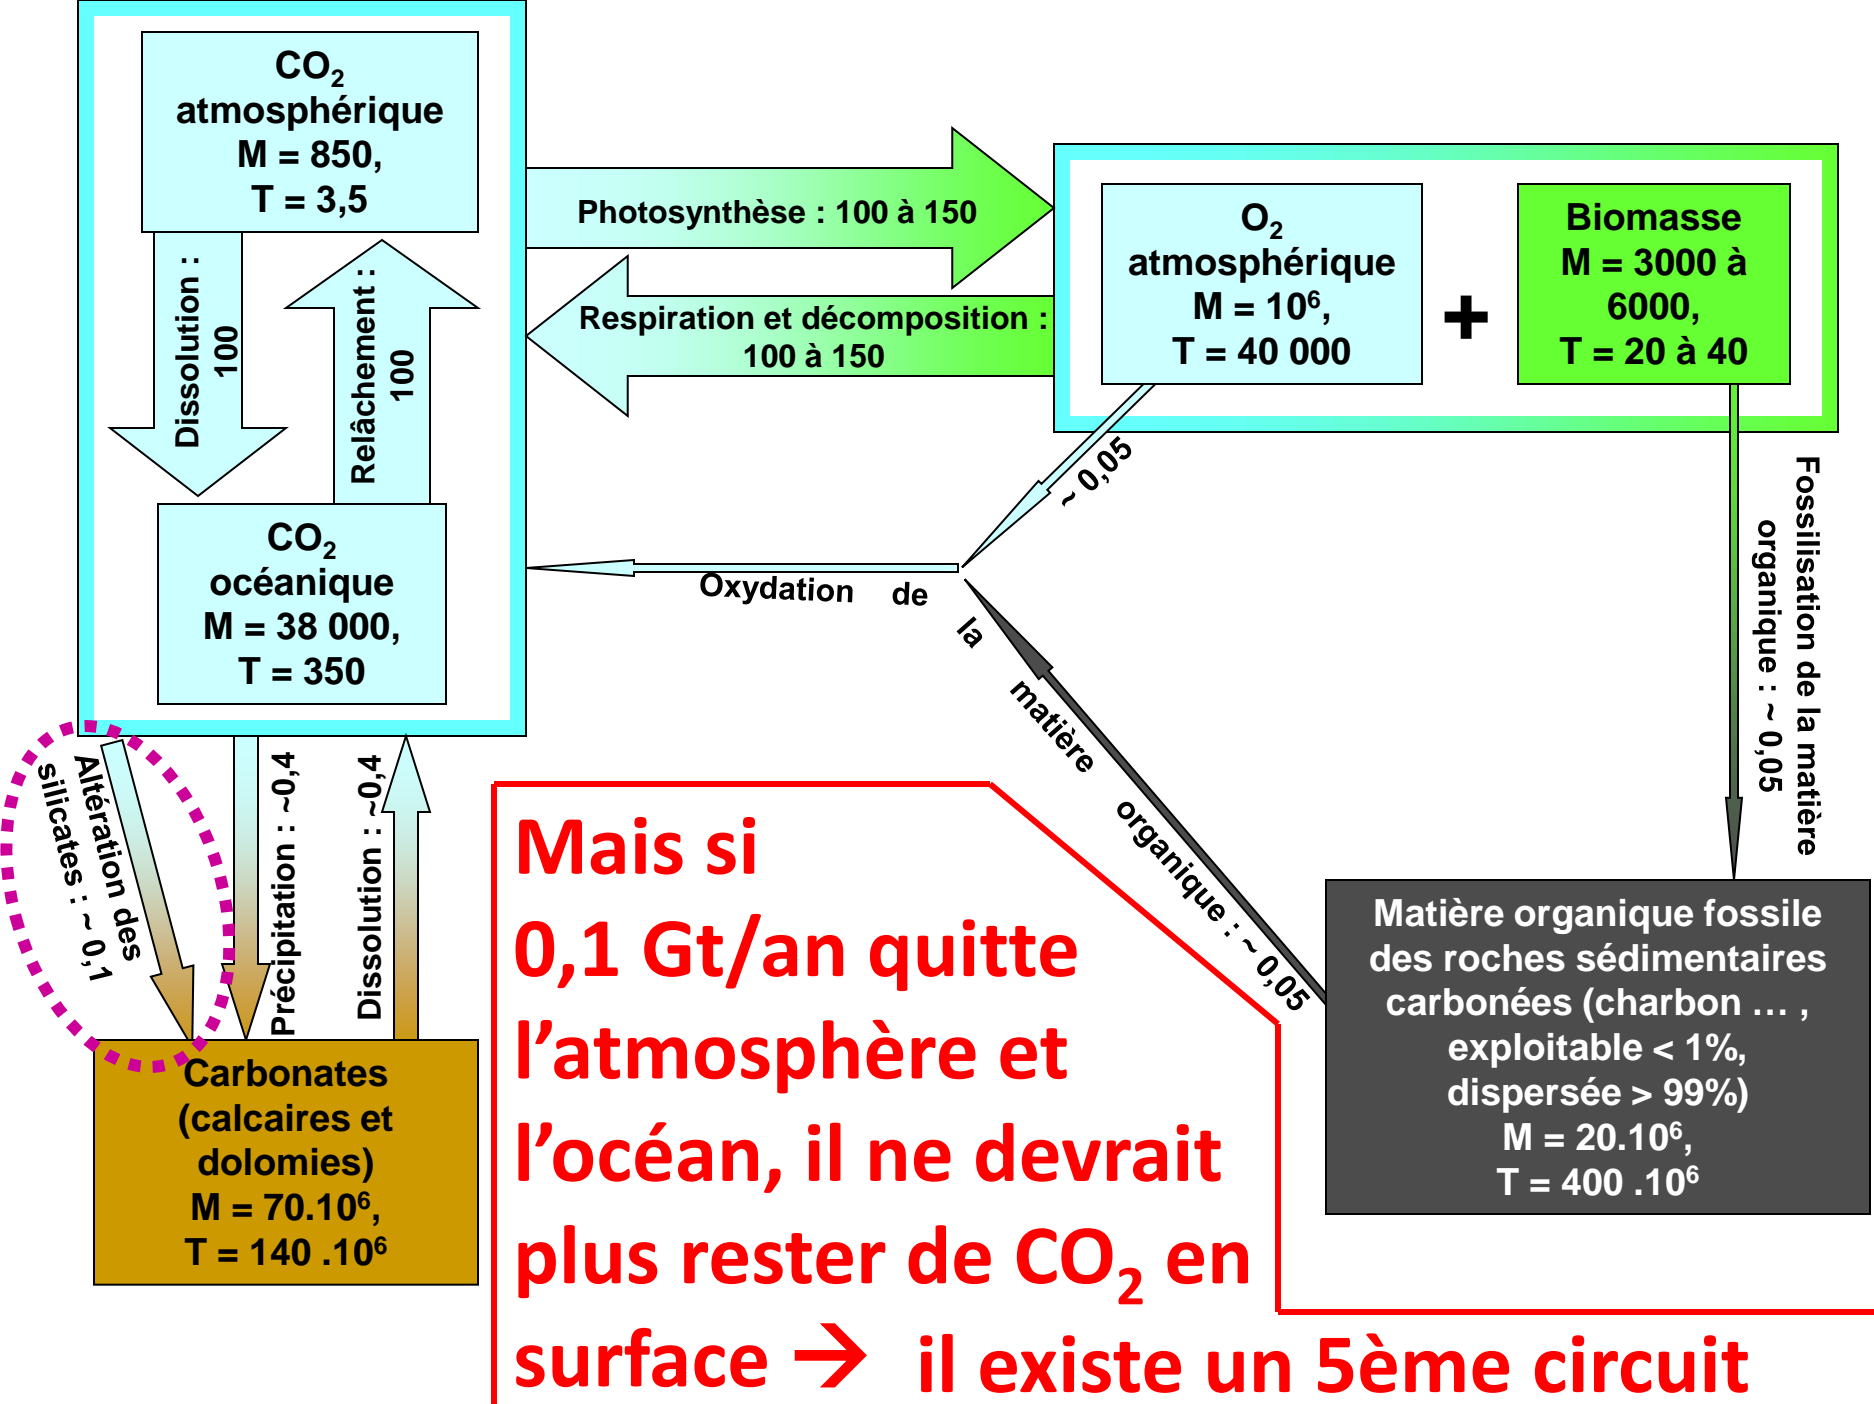 CO₂
atmosphérique
M = 850,
T = 3,5
Dissolution :
100
Relâchement :
100
CO₂
océanique
M = 38 000,
T = 350
Photosynthèse : 100 à 150
Respiration et décomposition :
100 à 150
O₂
atmosphérique
M = 10⁶,
T = 40 000
+
Biomasse
M = 3000 à
6000,
T = 20 à 40
~ 0,05
Oxydation de la matière organique : ~ 0,05
Fossilisation de la matière
organique : ~ 0,05
Altération des
silicates : ~ 0,1
Précipitation : ~0,4
Dissolution : ~0,4
Carbonates
(calcaires et
dolomies)
M = 70.10⁶,
T = 140 .10⁶
Matière organique fossile
des roches sédimentaires
carbonées (charbon … ,
exploitable < 1%,
dispersée > 99%)
M = 20.10⁶,
T = 400 .10⁶
Mais si
0,1 Gt/an quitte
l’atmosphère et
l’océan, il ne devrait
plus rester de CO₂ en
surface → il existe un 5ème circuit